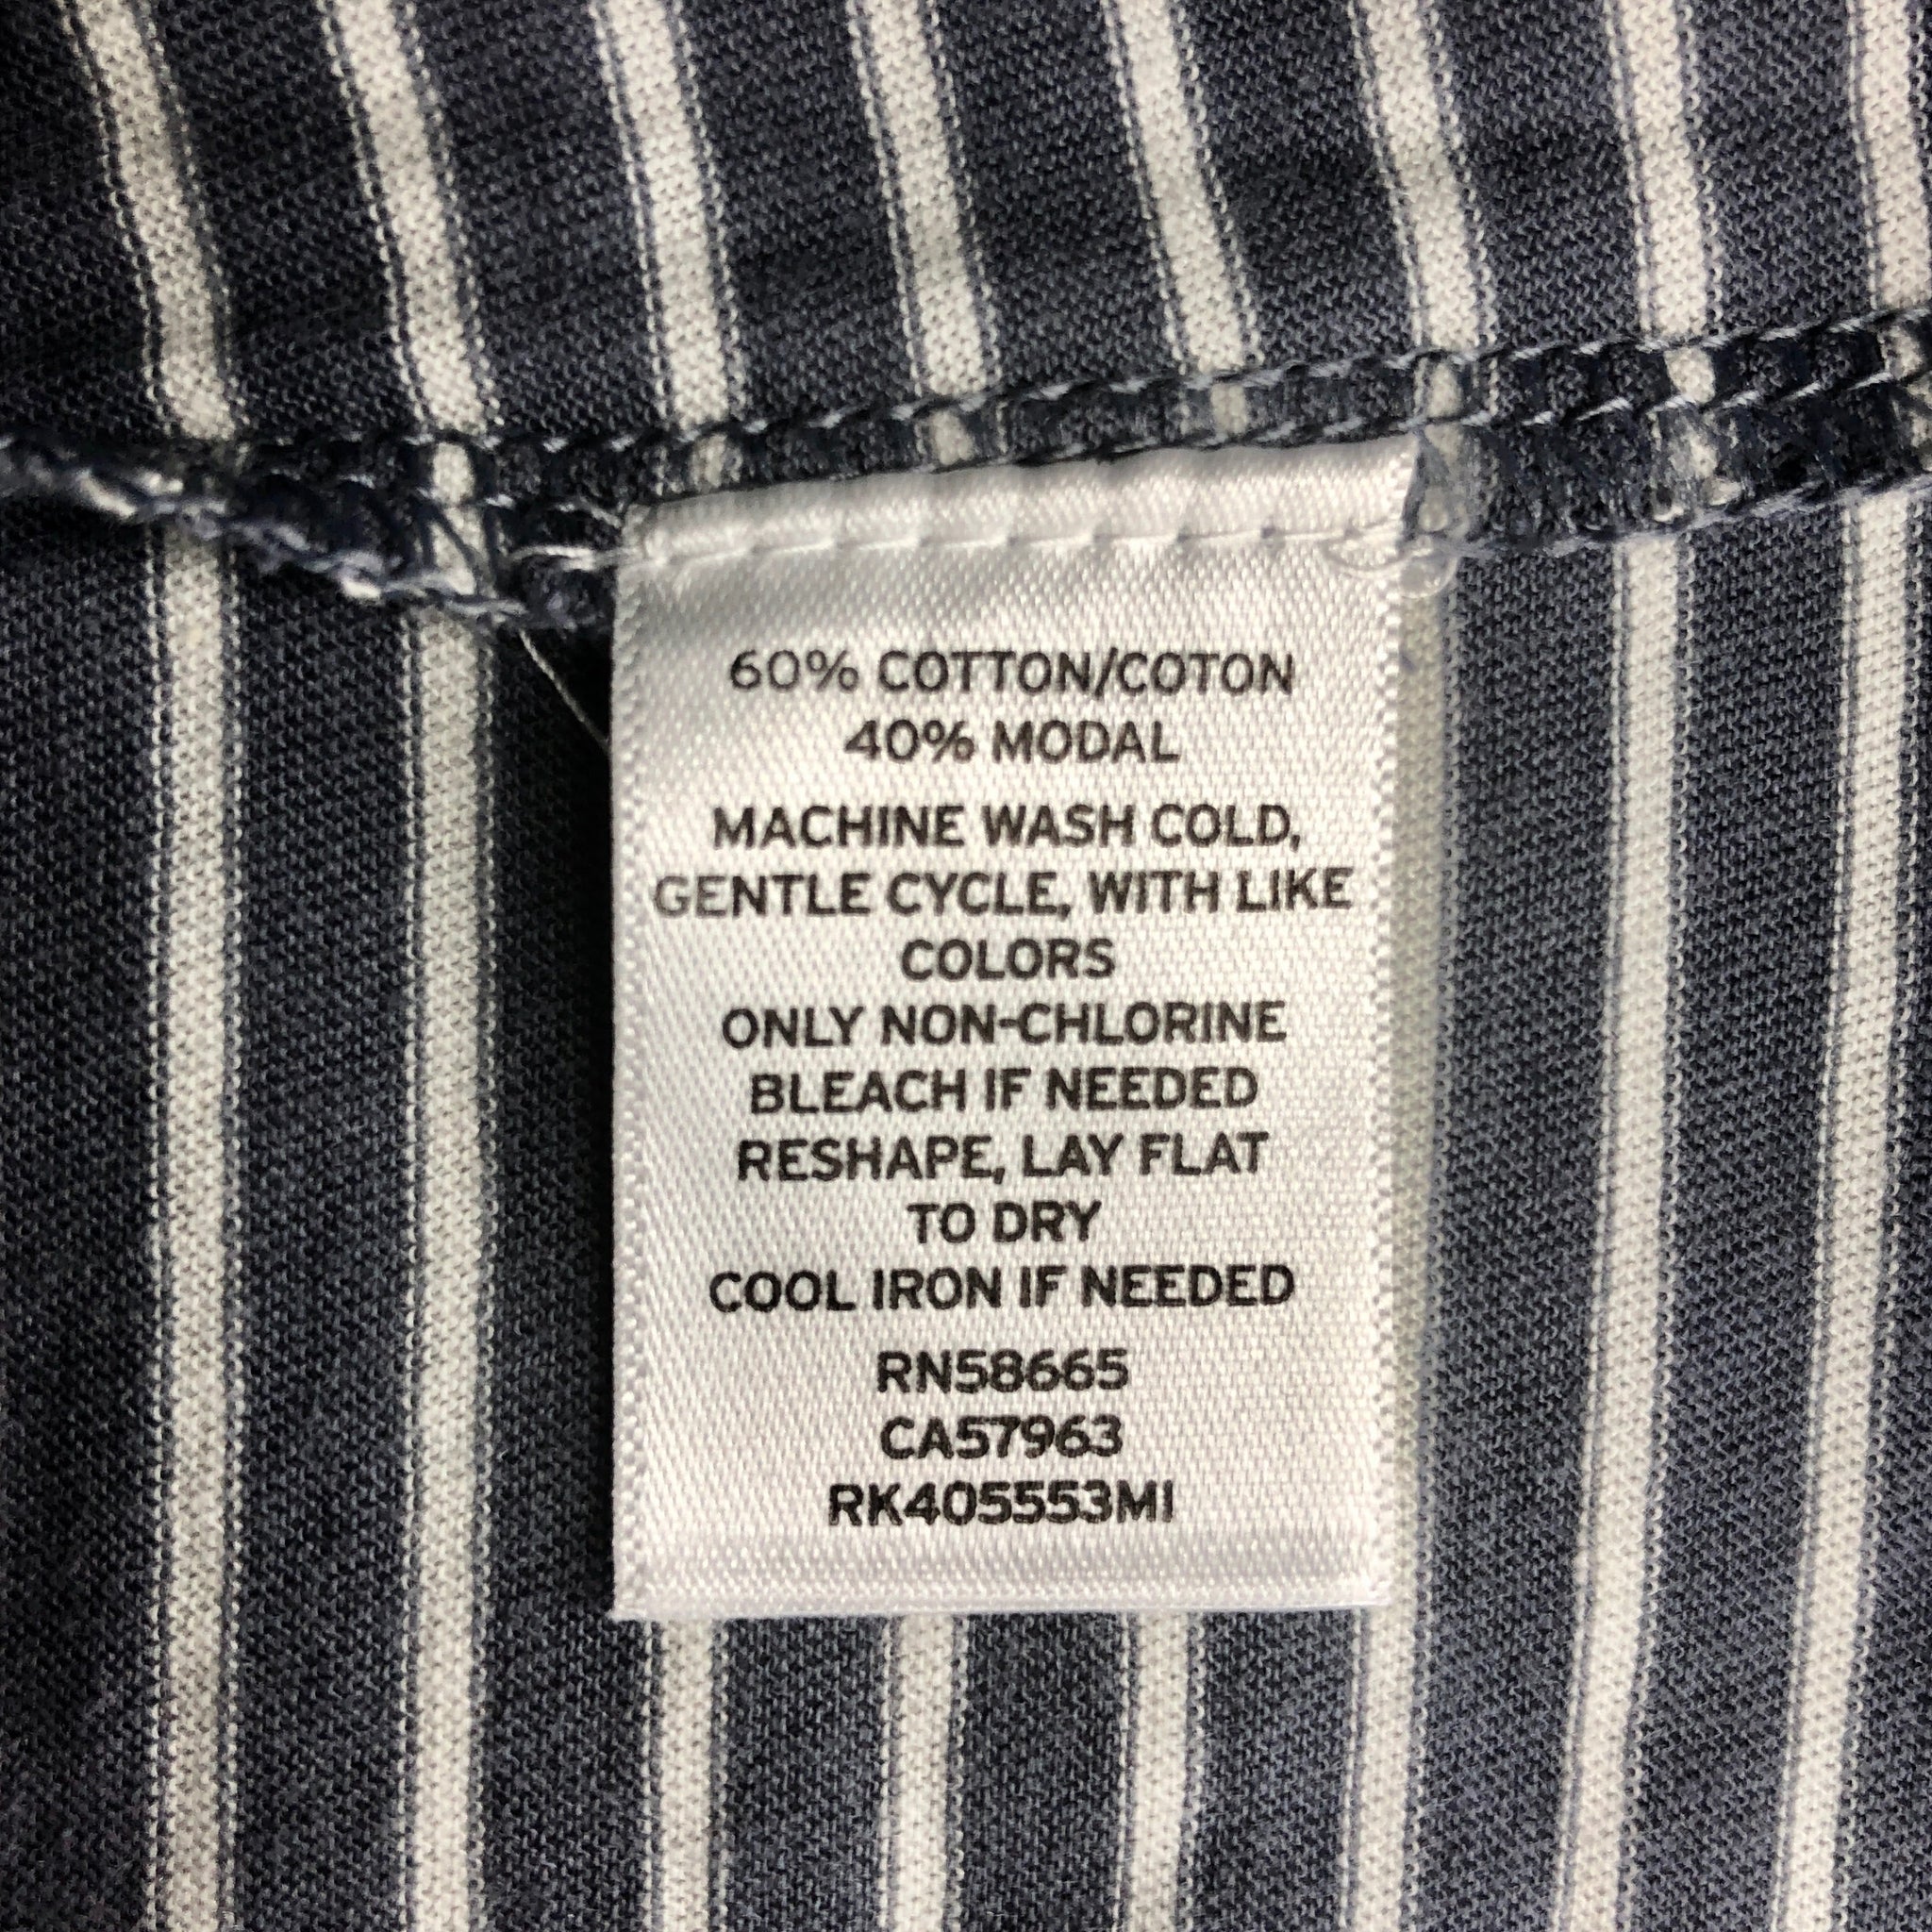 60% COTTON/COTON
40% MODAL
MACHINE WASH COLD,
GENTLE CYCLE, WITH LIKE
COLORS
ONLY NON-CHLORINE
BLEACH IF NEEDED
RESHAPE, LAY FLAT
TO DRY
COOL IRON IF NEEDED
RN58665
CA57963
RK405553MI